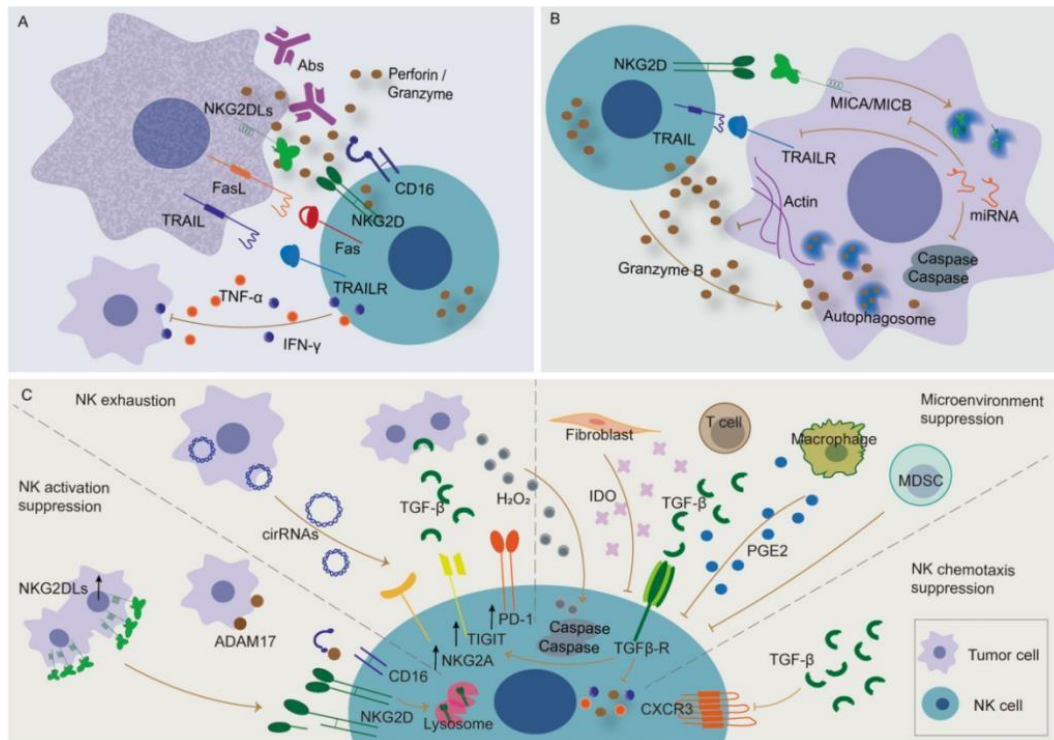 A
Abs
Perforin /
Granzyme
NKG2DLs
CD16
FasL
NKG2D
TRAIL
Fas
TRAILR
TNF-α
IFN-γ
B
NKG2D
MICA/MICB
TRAIL
TRAILR
Actin
miRNA
Caspase
Caspase
Granzyme B
Autophagosome
C
NK exhaustion
Microenvironment
suppression
Fibroblast
T cell
Macrophage
MDSC
NK activation
suppression
TGF-β
H₂O₂
IDO
TGF-β
cirRNAs
PGE2
NK chemotaxis
suppression
NKG2DLs
ADAM17
PD-1
TIGIT
NKG2A
Caspase
Caspase
TGFβ-R
TGF-β
CD16
NKG2D
Lysosome
CXCR3
Tumor cell
NK cell